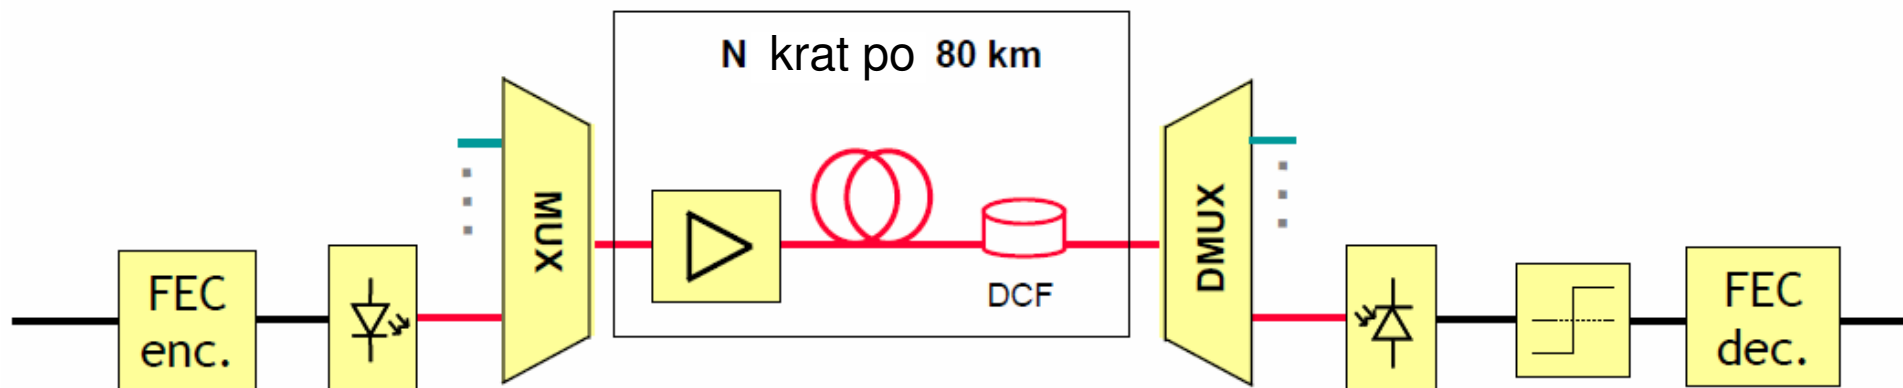 N krat po 80 km
MUX
DMUX
DCF
FEC
enc.
FEC
dec.